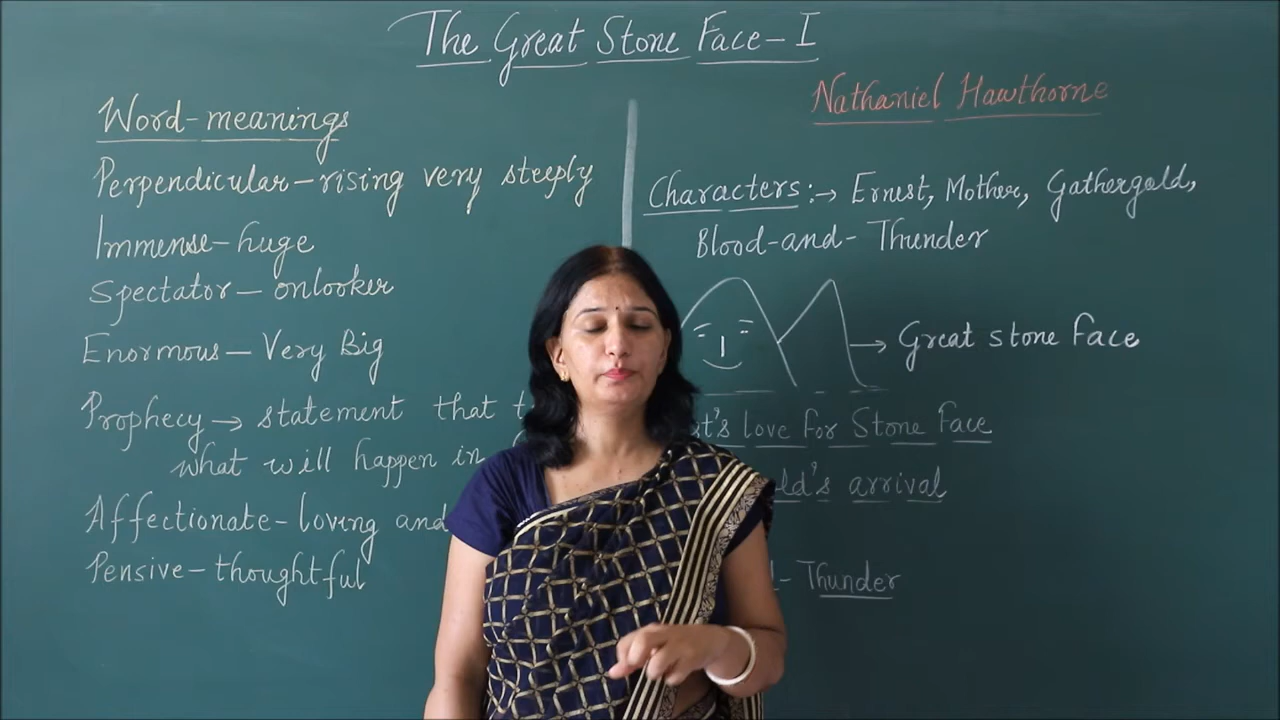 The Great Stone Face-I
Nathaniel Hawthorne
Word-meanings
Perpendicular-rising very steeply
Immense-huge
Spectator-onlooker
Enormous-Very Big
Prophecy→statement that
what will happen in
Affectionate-loving and
Pensive-thoughtful
Characters:→Ernest, Mother, Gathergold,
Blood-and-Thunder
→Great stone face
love for Stone Face
arrival
Thunder